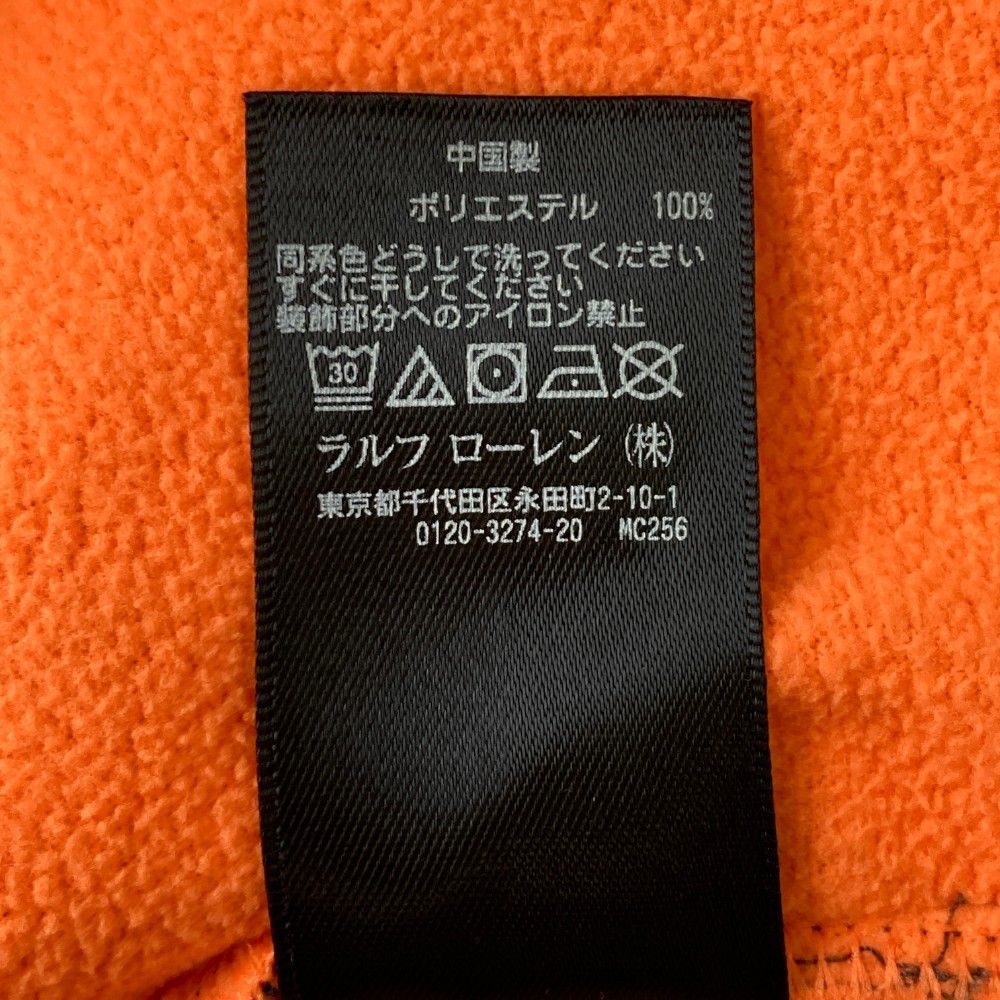 中国製
ポリエステル 100%
同系色どうしで洗ってください
すぐに干してください
装飾部分へのアイロン禁止
30
ラルフ ローレン (株)
東京都千代田区永田町2-10-1
0120-3274-20 MC256